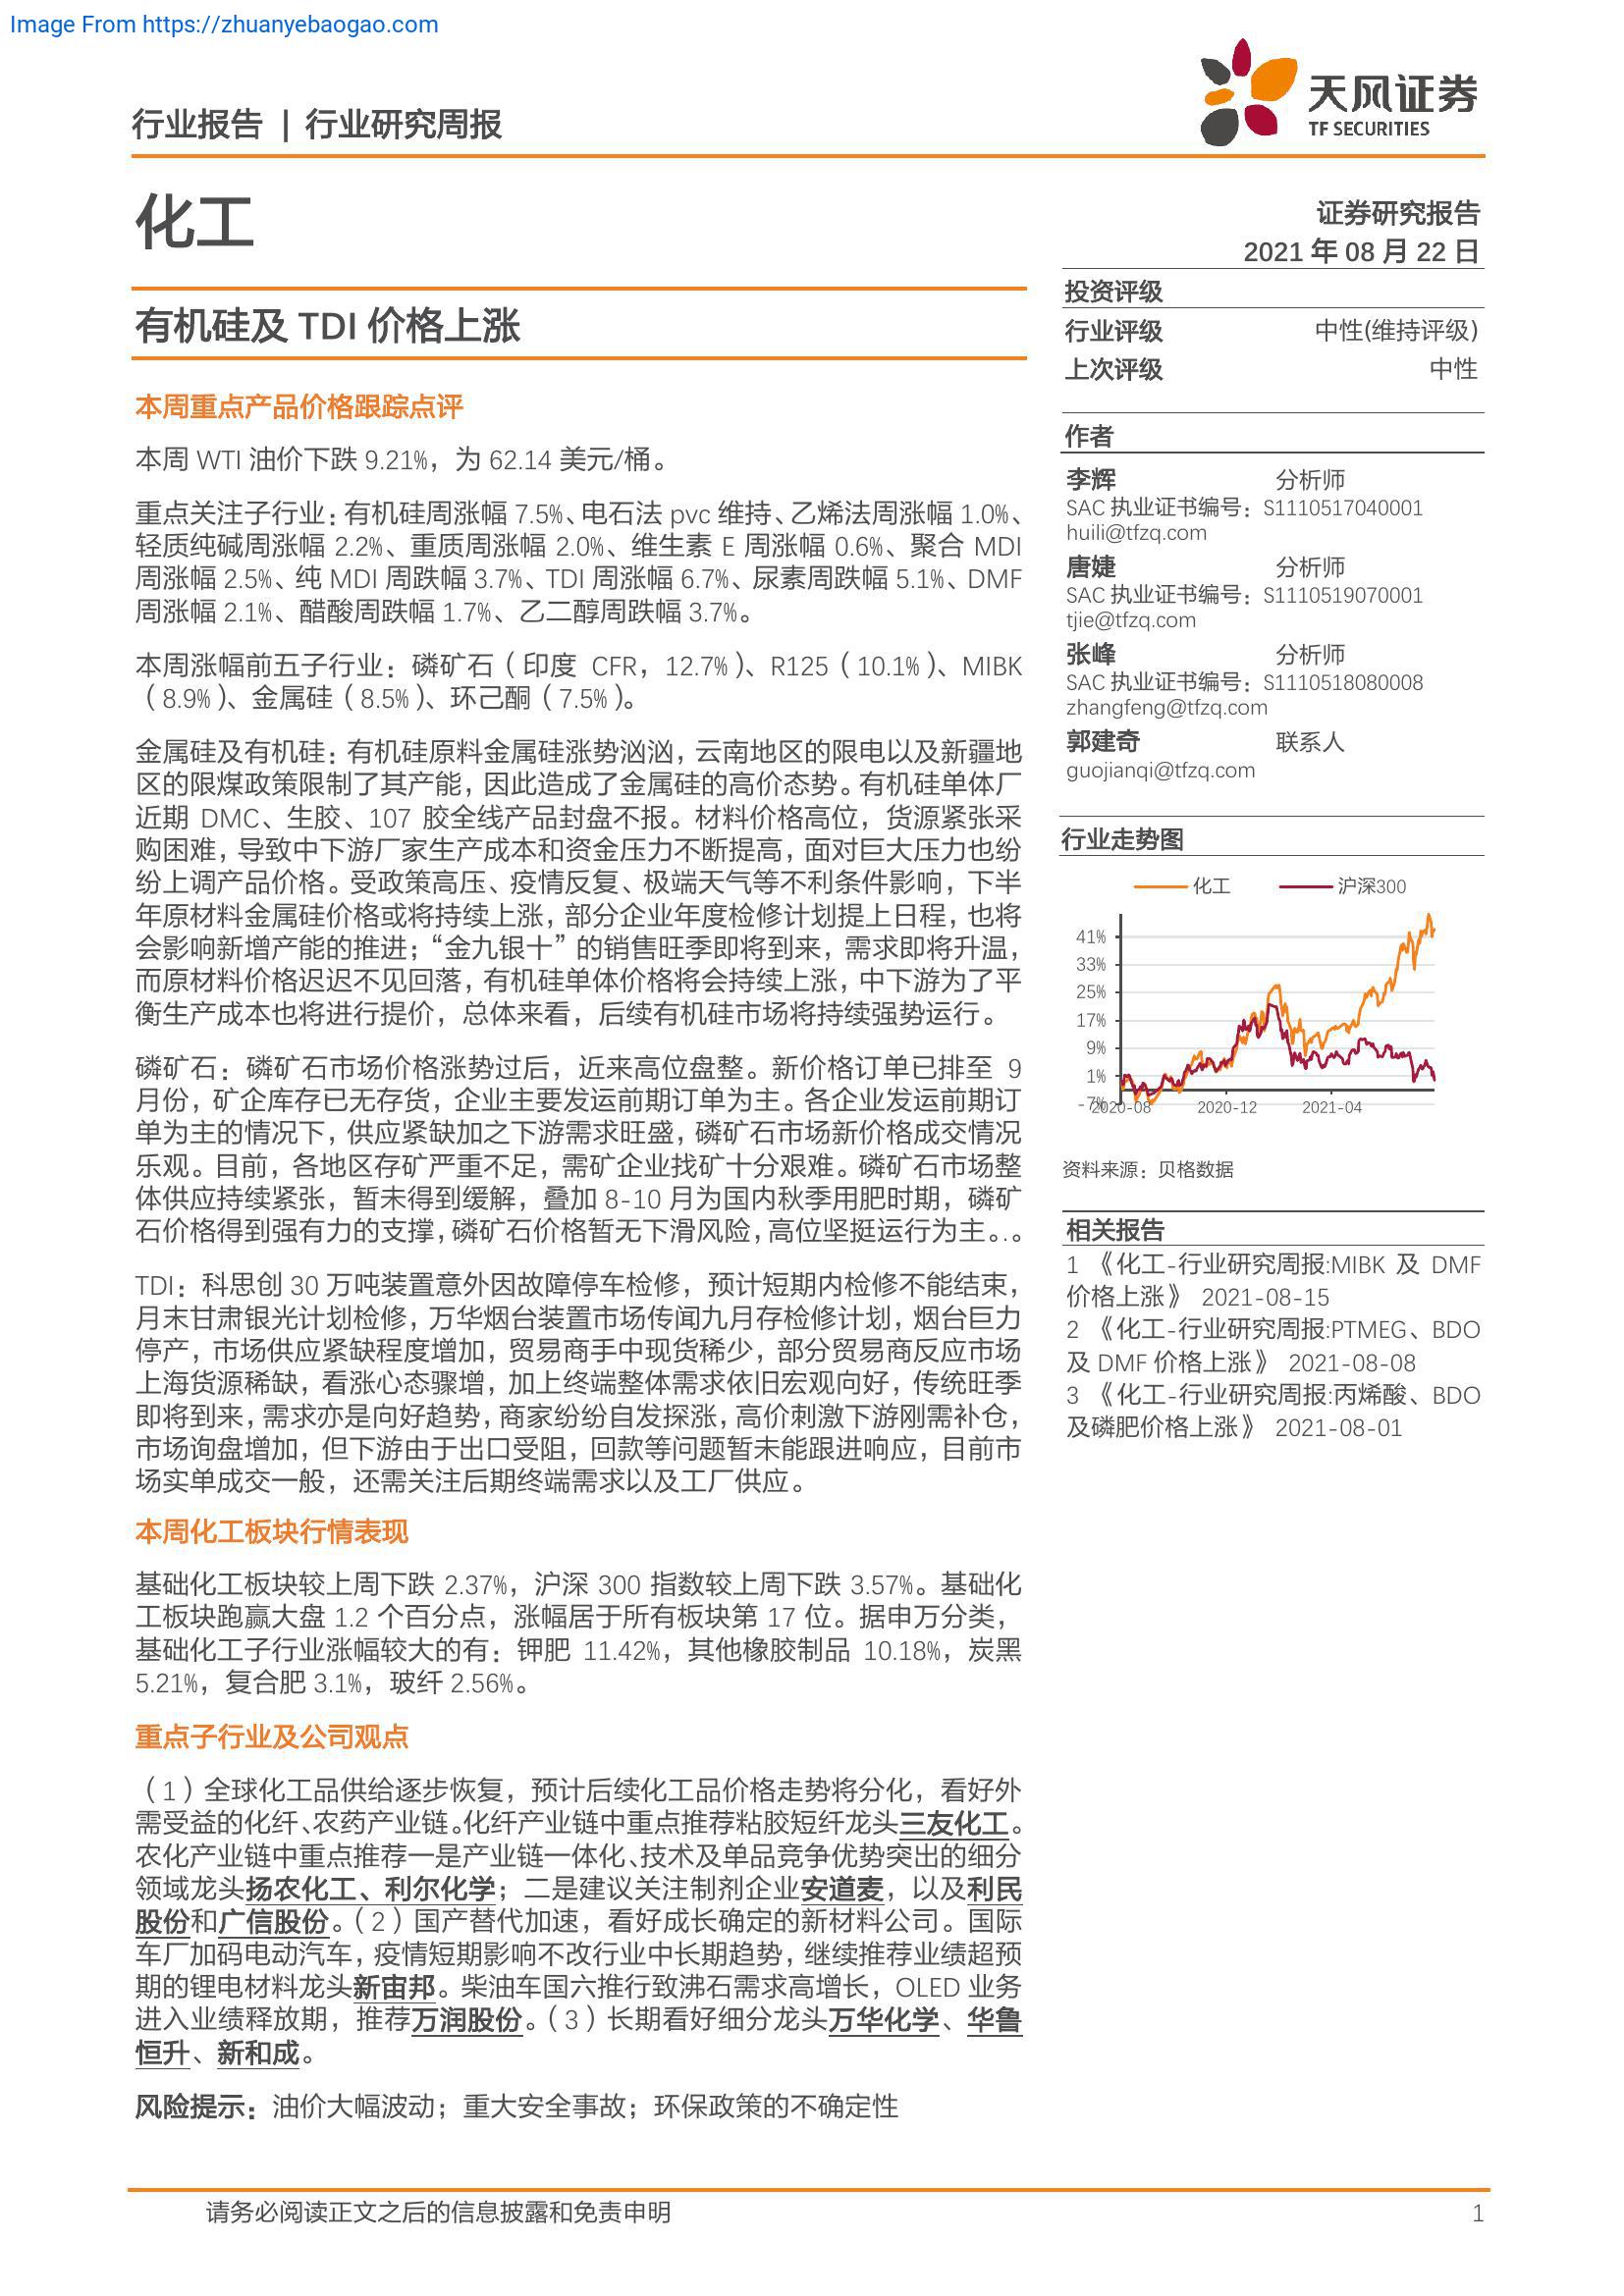 Image From https://zhuanyebaogao.com
行业报告 | 行业研究周报
天风证券
TF SECURITIES
化工
证券研究报告
2021 年 08 月 22 日
有机硅及 TDI 价格上涨
本周重点产品价格跟踪点评
本周 WTI 油价下跌 9.21%，为 62.14 美元/桶。
重点关注子行业：有机硅周涨幅 7.5%、电石法 pvc 维持、乙烯法周涨幅 1.0%、
轻质纯碱周涨幅 2.2%、重质周涨幅 2.0%、维生素 E 周涨幅 0.6%、聚合 MDI
周涨幅 2.5%、纯 MDI 周跌幅 3.7%、TDI 周涨幅 6.7%、尿素周跌幅 5.1%、DMF
周涨幅 2.1%、醋酸周跌幅 1.7%、乙二醇周跌幅 3.7%。
本周涨幅前五子行业：磷矿石（印度 CFR，12.7%）、R125（10.1%）、MIBK
（8.9%）、金属硅（8.5%）、环己酮（7.5%）。
金属硅及有机硅：有机硅原料金属硅涨势汹汹，云南地区的限电以及新疆地
区的限煤政策限制了其产能，因此造成了金属硅的高价态势。有机硅单体厂
近期 DMC、生胶、107 胶全线产品封盘不报。材料价格高位，货源紧张采
购困难，导致中下游厂家生产成本和资金压力不断提高，面对巨大压力也纷
纷上调产品价格。受政策高压、疫情反复、极端天气等不利条件影响，下半
年原材料金属硅价格或将持续上涨，部分企业年度检修计划提上日程，也将
会影响新增产能的推进；“金九银十”的销售旺季即将到来，需求即将升温，
而原材料价格迟迟不见回落，有机硅单体价格将会持续上涨，中下游为了平
衡生产成本也将进行提价，总体来看，后续有机硅市场将持续强势运行。
磷矿石：磷矿石市场价格涨势过后，近来高位盘整。新价格订单已排至 9
月份，矿企库存已无存货，企业主要发运前期订单为主。各企业发运前期订
单为主的情况下，供应紧缺加之下游需求旺盛，磷矿石市场新价格成交情况
乐观。目前，各地区存矿严重不足，需矿企业找矿十分艰难。磷矿石市场整
体供应持续紧张，暂未得到缓解，叠加 8-10 月为国内秋季用肥时期，磷矿
石价格得到强有力的支撑，磷矿石价格暂无下滑风险，高位坚挺运行为主。.。
TDI：科思创 30 万吨装置意外因故障停车检修，预计短期内检修不能结束，
月末甘肃银光计划检修，万华烟台装置市场传闻九月存检修计划，烟台巨力
停产，市场供应紧缺程度增加，贸易商手中现货稀少，部分贸易商反应市场
上海货源稀缺，看涨心态骤增，加上终端整体需求依旧宏观向好，传统旺季
即将到来，需求亦是向好趋势，商家纷纷自发探涨，高价刺激下游刚需补仓，
市场询盘增加，但下游由于出口受阻，回款等问题暂未能跟进响应，目前市
场实单成交一般，还需关注后期终端需求以及工厂供应。
本周化工板块行情表现
基础化工板块较上周下跌 2.37%，沪深 300 指数较上周下跌 3.57%。基础化
工板块跑赢大盘 1.2 个百分点，涨幅居于所有板块第 17 位。据申万分类，
基础化工子行业涨幅较大的有：钾肥 11.42%，其他橡胶制品 10.18%，炭黑
5.21%，复合肥 3.1%，玻纤 2.56%。
重点子行业及公司观点
（1）全球化工品供给逐步恢复，预计后续化工品价格走势将分化，看好外
需受益的化纤、农药产业链。化纤产业链中重点推荐粘胶短纤龙头三友化工。
农化产业链中重点推荐一是产业链一体化、技术及单品竞争优势突出的细分
领域龙头扬农化工、利尔化学；二是建议关注制剂企业安道麦，以及利民
股份和广信股份。（2）国产替代加速，看好成长确定的新材料公司。国际
车厂加码电动汽车，疫情短期影响不改行业中长期趋势，继续推荐业绩超预
期的锂电材料龙头新宙邦。柴油车国六推行致沸石需求高增长，OLED 业务
进入业绩释放期，推荐万润股份。（3）长期看好细分龙头万华化学、华鲁
恒升、新和成。
风险提示：油价大幅波动；重大安全事故；环保政策的不确定性
投资评级
行业评级 中性(维持评级)
上次评级 中性
作者
李辉 分析师
SAC 执业证书编号：S1110517040001
huili@tfzq.com
唐婕 分析师
SAC 执业证书编号：S1110519070001
tjie@tfzq.com
张峰 分析师
SAC 执业证书编号：S1110518080008
zhangfeng@tfzq.com
郭建奇 联系人
guojianqi@tfzq.com
行业走势图
化工 沪深300
41%
33%
25%
17%
9%
1%
-7%
2020-08 2020-12 2021-04
资料来源：贝格数据
相关报告
1 《化工-行业研究周报:MIBK 及 DMF
价格上涨》 2021-08-15
2 《化工-行业研究周报:PTMEG、BDO
及 DMF 价格上涨》 2021-08-08
3 《化工-行业研究周报:丙烯酸、BDO
及磷肥价格上涨》 2021-08-01
请务必阅读正文之后的信息披露和免责申明 1